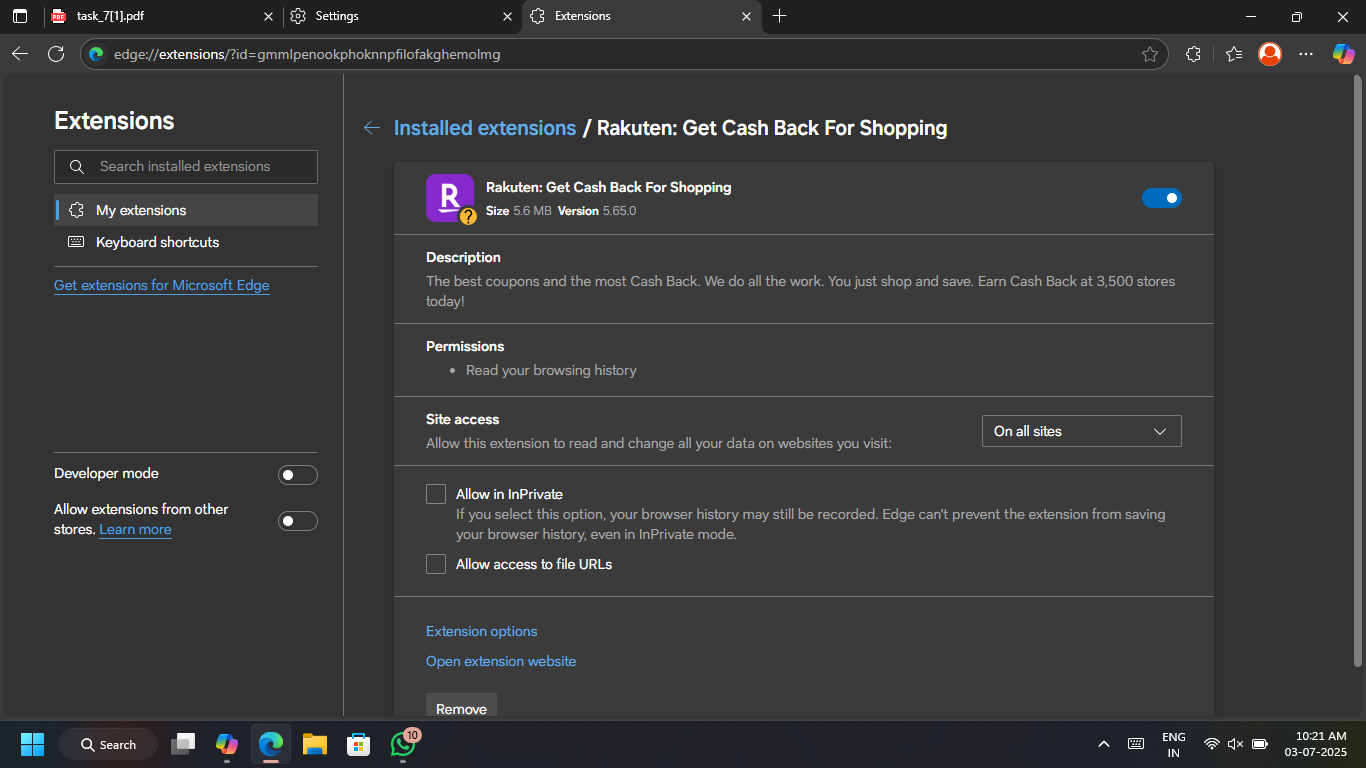 task_7[1].pdf
Settings
Extensions
edge://extensions/?id=gmmlpenookphoknnpfilofakghemolmg
Extensions
Search installed extensions
My extensions
Keyboard shortcuts
Get extensions for Microsoft Edge
Developer mode
Allow extensions from other
stores. Learn more
Installed extensions / Rakuten: Get Cash Back For Shopping
R
Rakuten: Get Cash Back For Shopping
Size 5.6 MB Version 5.65.0
Description
The best coupons and the most Cash Back. We do all the work. You just shop and save. Earn Cash Back at 3,500 stores
today!
Permissions
• Read your browsing history
Site access
Allow this extension to read and change all your data on websites you visit:
On all sites
Allow in InPrivate
If you select this option, your browser history may still be recorded. Edge can't prevent the extension from saving
your browser history, even in InPrivate mode.
Allow access to file URLs
Extension options
Open extension website
Remove
Search
10
ENG
IN
10:21 AM
03-07-2025